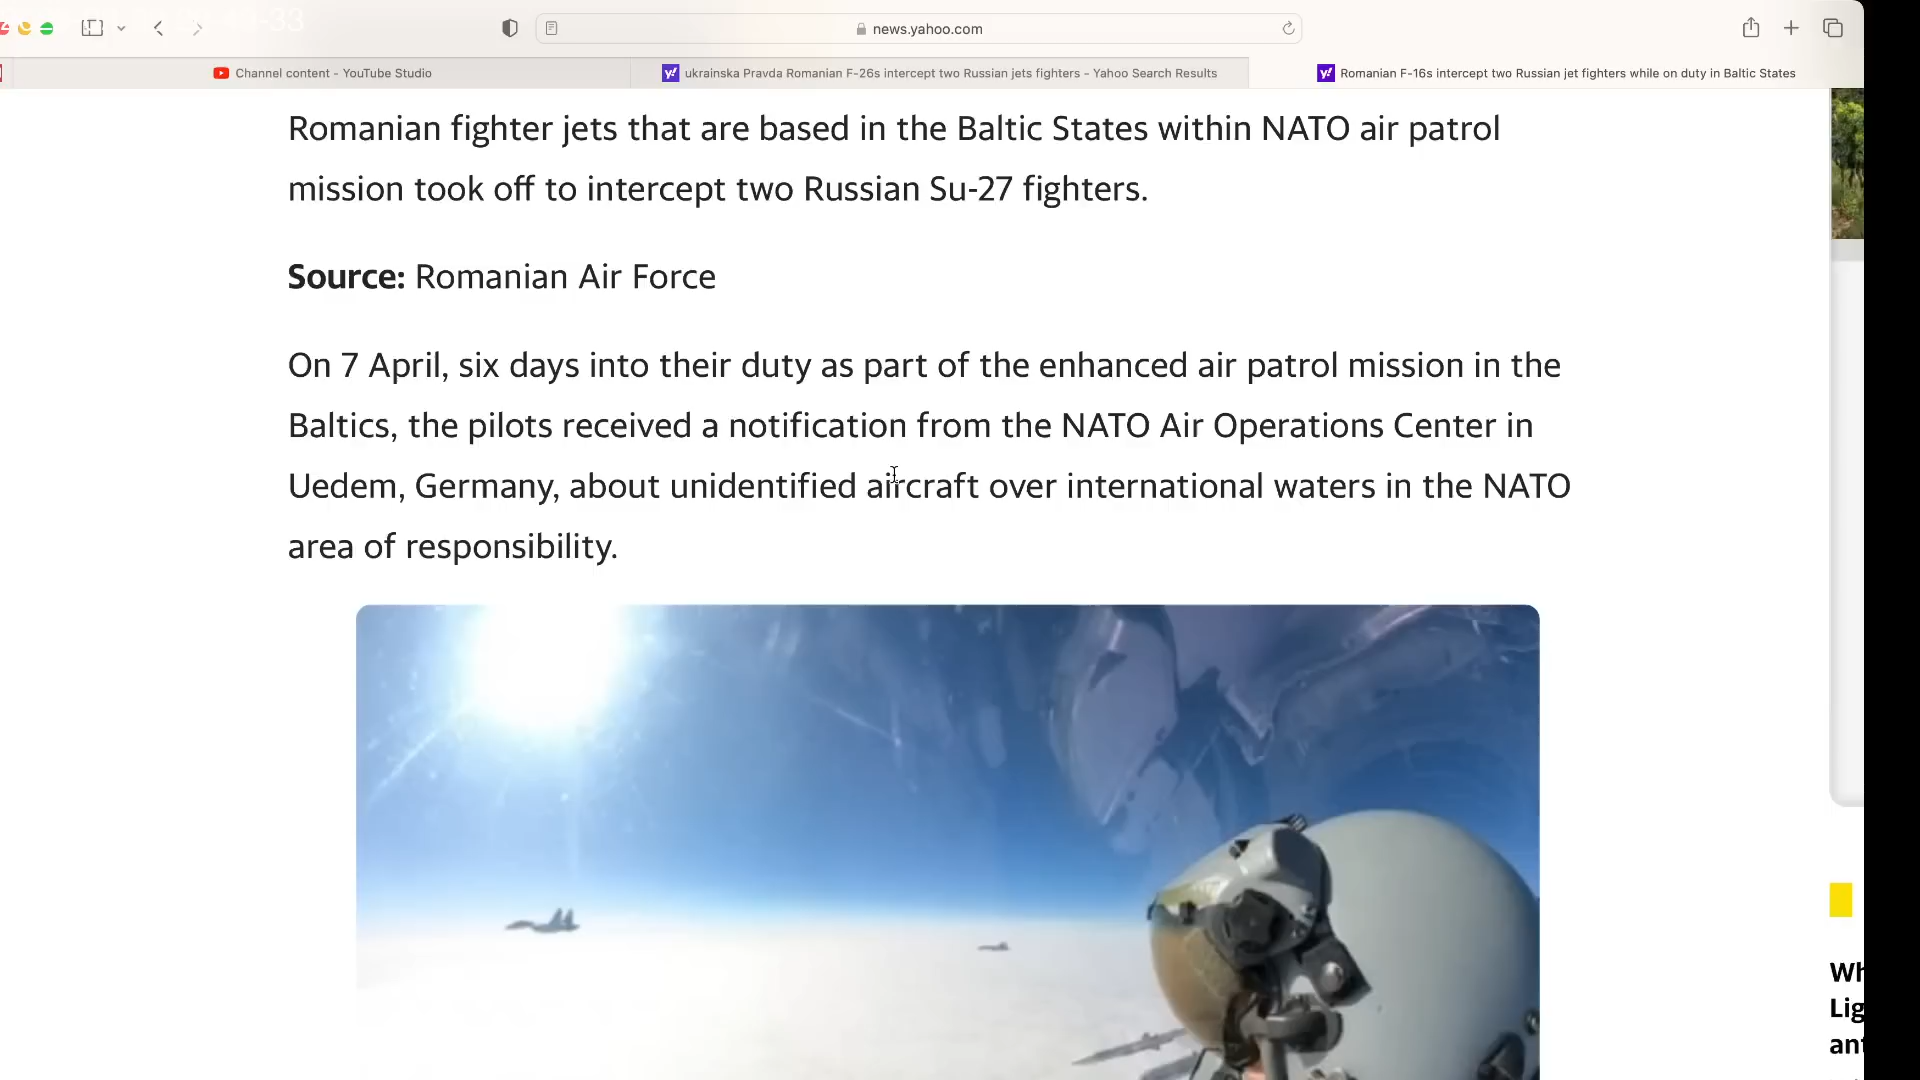 news.yahoo.com
Channel content - YouTube Studio
ukrainska Pravda Romanian F-26s intercept two Russian jets fighters - Yahoo Search Results
Romanian F-16s intercept two Russian jet fighters while on duty in Baltic States
Romanian fighter jets that are based in the Baltic States within NATO air patrol
mission took off to intercept two Russian Su-27 fighters.
Source: Romanian Air Force
On 7 April, six days into their duty as part of the enhanced air patrol mission in the
Baltics, the pilots received a notification from the NATO Air Operations Center in
Uedem, Germany, about unidentified aircraft over international waters in the NATO
area of responsibility.
Wh
Lig
ant